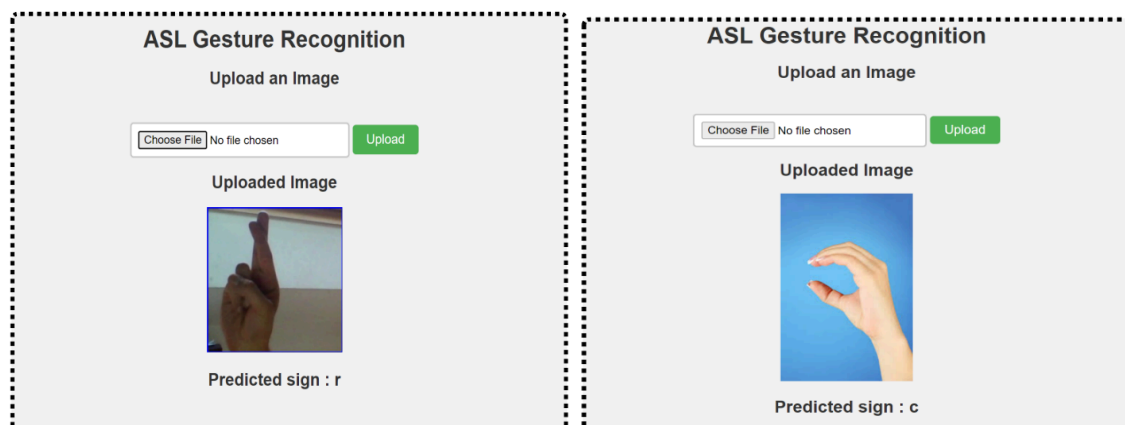 ASL Gesture Recognition
Upload an Image
Choose File No file chosen Upload
Uploaded Image
Predicted sign : r
ASL Gesture Recognition
Upload an Image
Choose File No file chosen Upload
Uploaded Image
Predicted sign : c